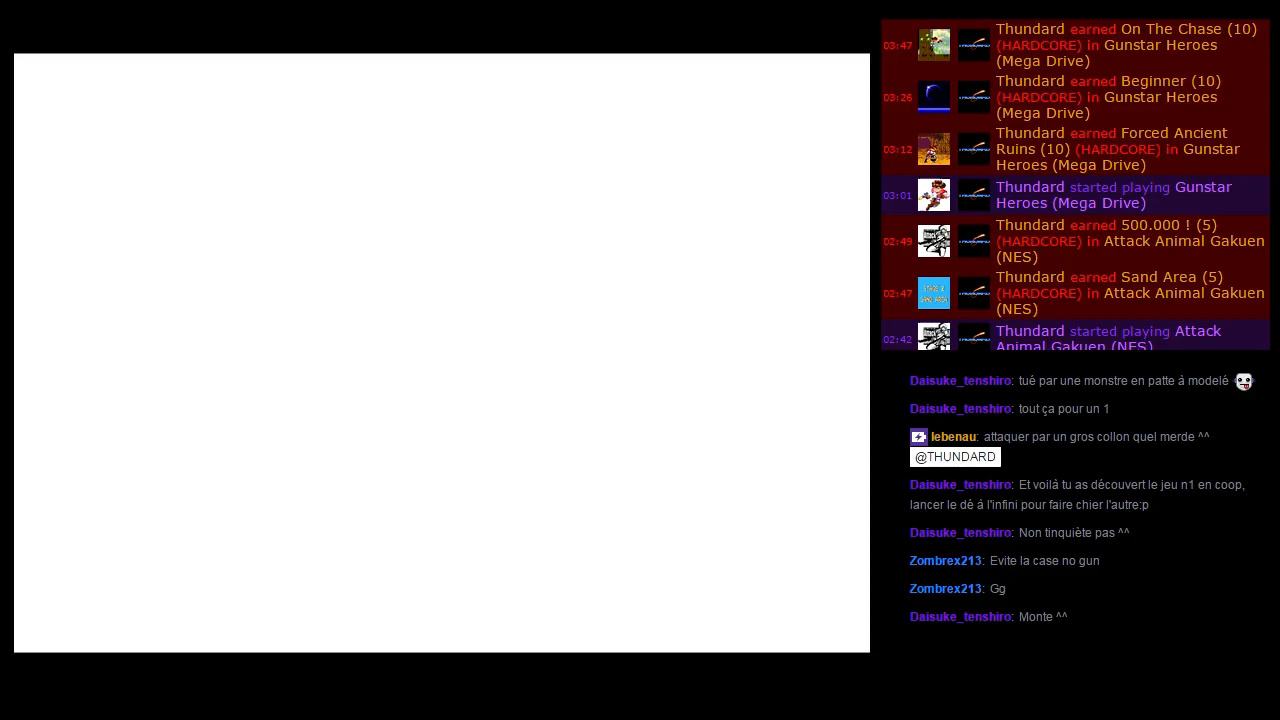 03:47 Thundard earned On The Chase (10)
(HARDCORE) in Gunstar Heroes
(Mega Drive)
03:26 Thundard earned Beginner (10)
(HARDCORE) in Gunstar Heroes
(Mega Drive)
03:12 Thundard earned Forced Ancient
Ruins (10) (HARDCORE) in Gunstar
Heroes (Mega Drive)
03:01 Thundard started playing Gunstar
Heroes (Mega Drive)
02:49 Thundard earned 500.000 ! (5)
(HARDCORE) in Attack Animal Gakuen
(NES)
02:47 Thundard earned Sand Area (5)
(HARDCORE) in Attack Animal Gakuen
(NES)
STAGE 2
SAND AREA
02:42 Thundard started playing Attack
Animal Gakuen (NES)
Daisuke_tenshiro: tué par une monstre en patte à modelé
Daisuke_tenshiro: tout ça pour un 1
lebenau: attaquer par un gros collon quel merde ^^
@THUNDARD
Daisuke_tenshiro: Et voilá tu as découvert le jeu n1 en coop,
lancer le dé á l'infini pour faire chier l'autre:p
Daisuke_tenshiro: Non tinquiète pas ^^
Zombrex213: Evite la case no gun
Zombrex213: Gg
Daisuke_tenshiro: Monte ^^